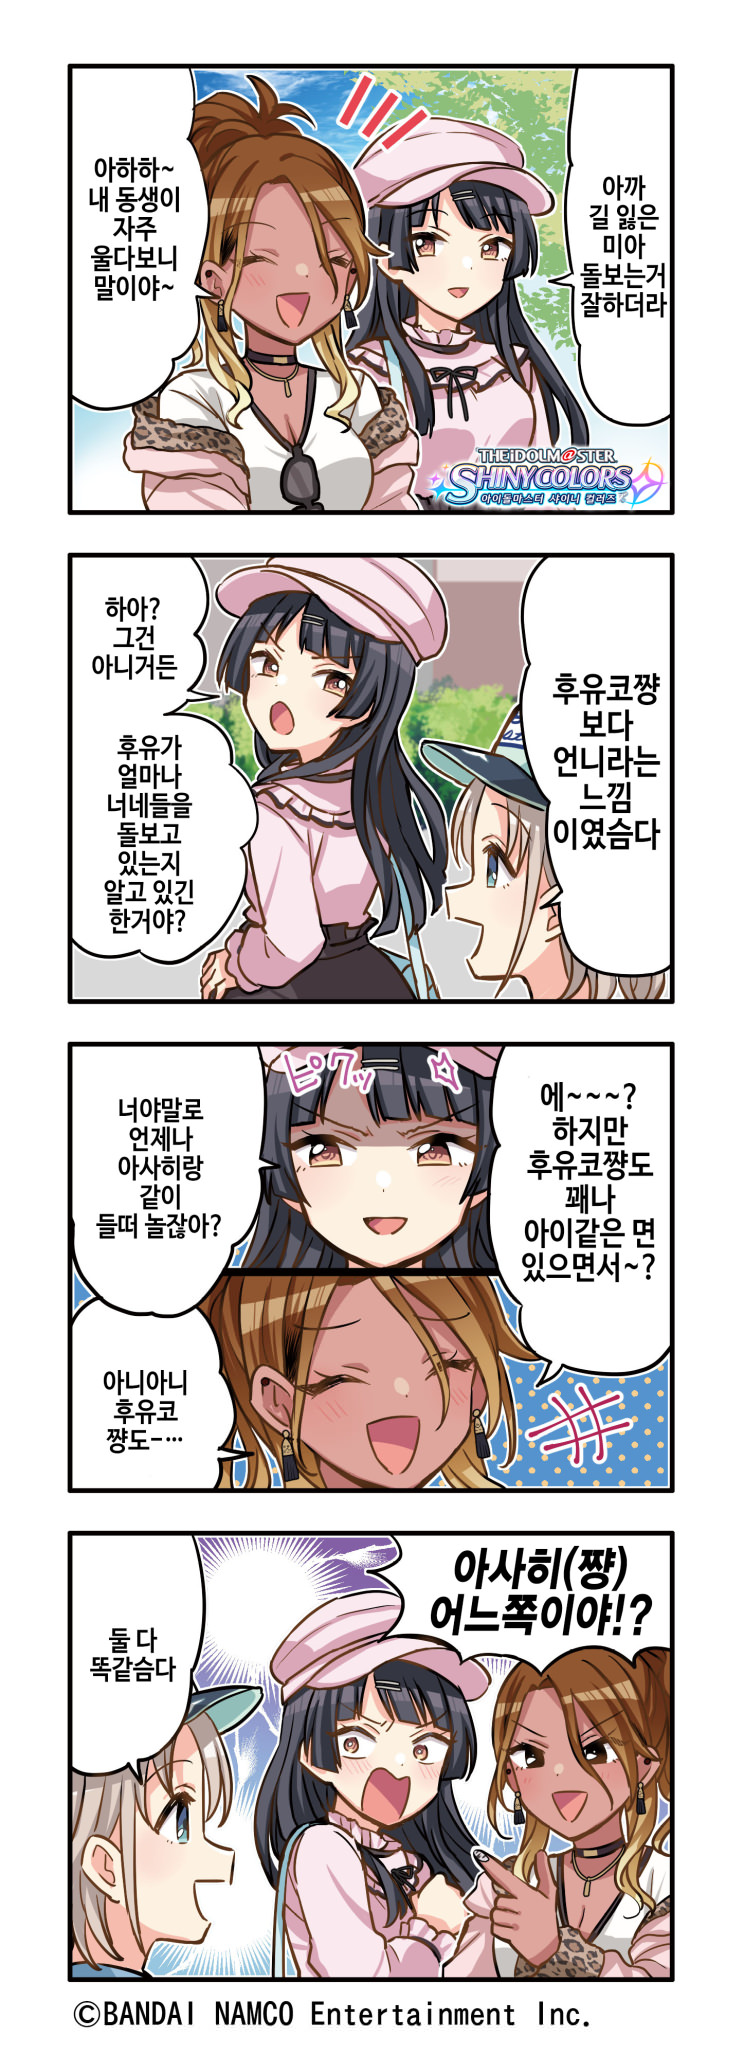 아까
길 잃은
미아
돌보는거
잘하더라
아하하~
내 동생이
자주
울다보니
말이야~
THE iDOLM@STER
SHINYCOLORS
아이돌마스터 샤이니 컬러즈
후유코쨩
보다
언니라는
느낌
이였슴다
하아?
그건
아니거든
후유가
얼마나
너네들을
돌보고
있는지
알고 있긴
한거야?
에~~~?
하지만
후유코쨩도
꽤나
아이같은 면
있으면서~?
ピクッ
너야말로
언제나
아사히랑
같이
들떠 놀잖아?
아니아니
후유코
쨩도-…
아사히(쨩)
어느쪽이야!?
둘 다
똑같슴다
©BANDAI NAMCO Entertainment Inc.